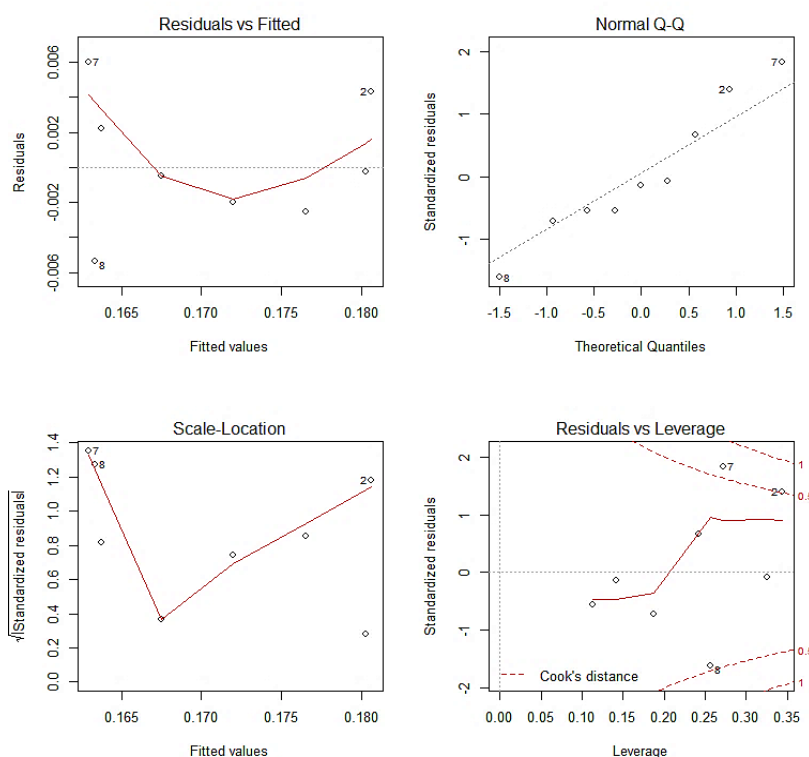 Residuals vs Fitted
Residuals
0.006
0.002
-0.002
-0.006
7
2
8
0.165 0.170 0.175 0.180
Fitted values
Normal Q-Q
Standardized residuals
2
1
0
-1
7
2
8
-1.5 -1.0 -0.5 0.0 0.5 1.0 1.5
Theoretical Quantiles
Scale-Location
√|Standardized residuals|
1.4
1.2
1.0
0.8
0.6
0.4
0.2
0.0
7
8
2
0.165 0.170 0.175 0.180
Fitted values
Residuals vs Leverage
Standardized residuals
2
1
0
-1
-2
7
2
8
1
0.5
0.5
1
Cook's distance
0.00 0.05 0.10 0.15 0.20 0.25 0.30 0.35
Leverage